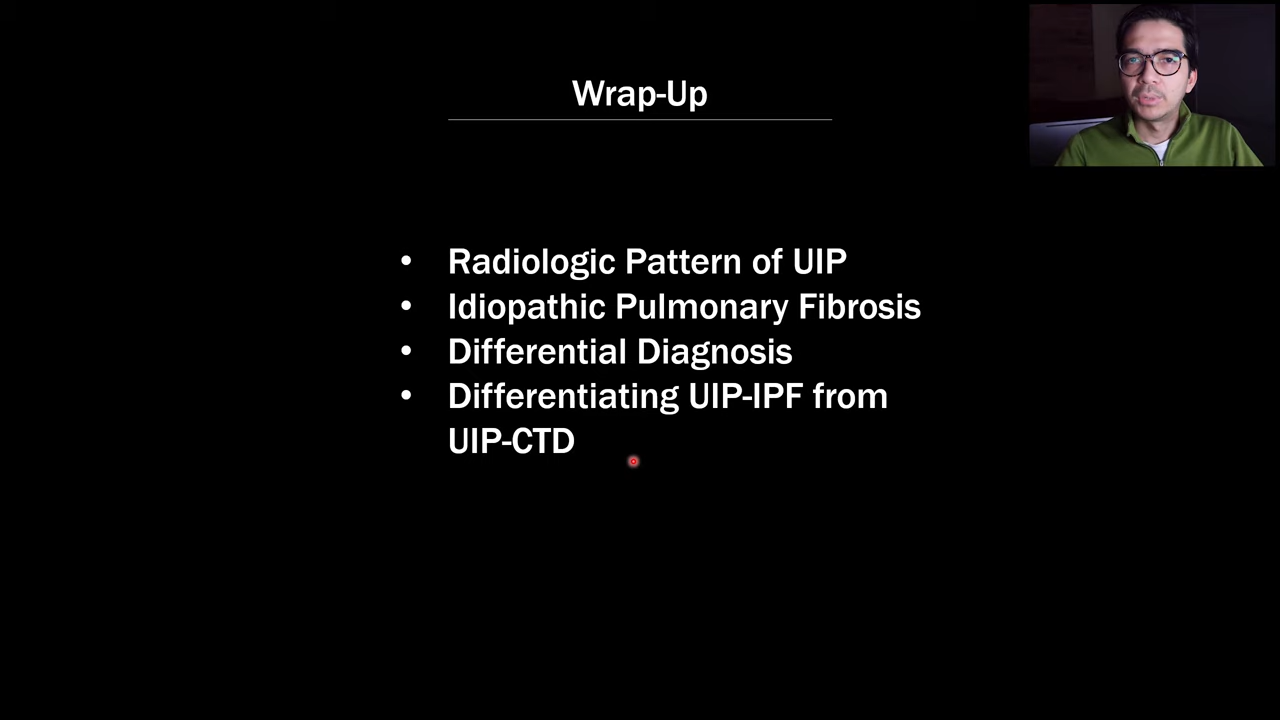 Wrap-Up
• Radiologic Pattern of UIP
• Idiopathic Pulmonary Fibrosis
• Differential Diagnosis
• Differentiating UIP-IPF from
UIP-CTD